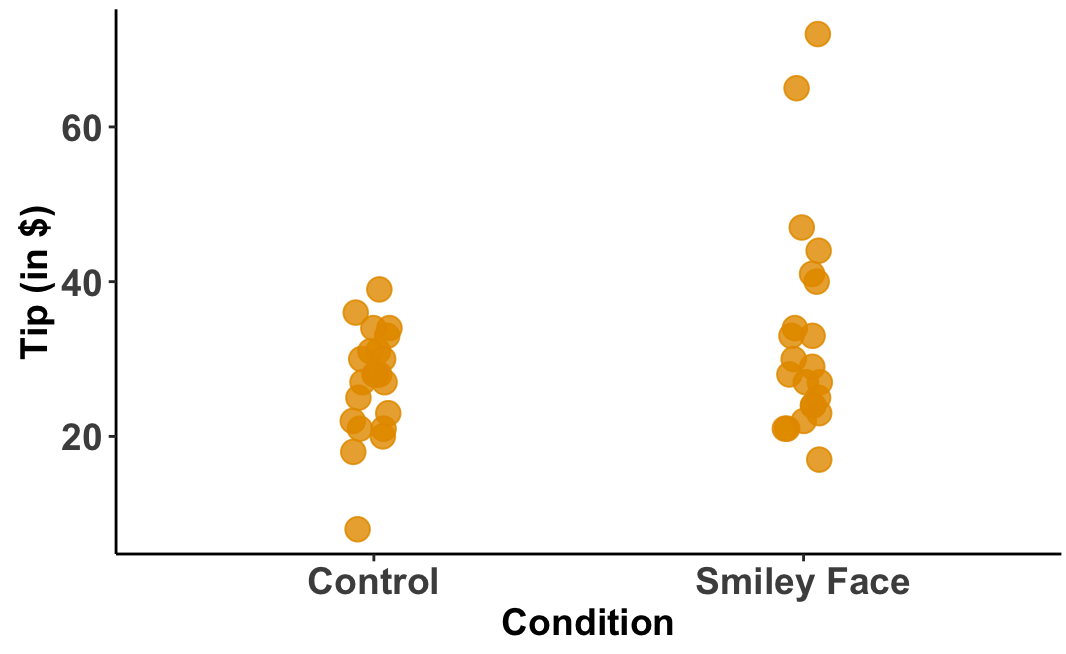 Tip (in $)
60
40
20
Control
Smiley Face
Condition